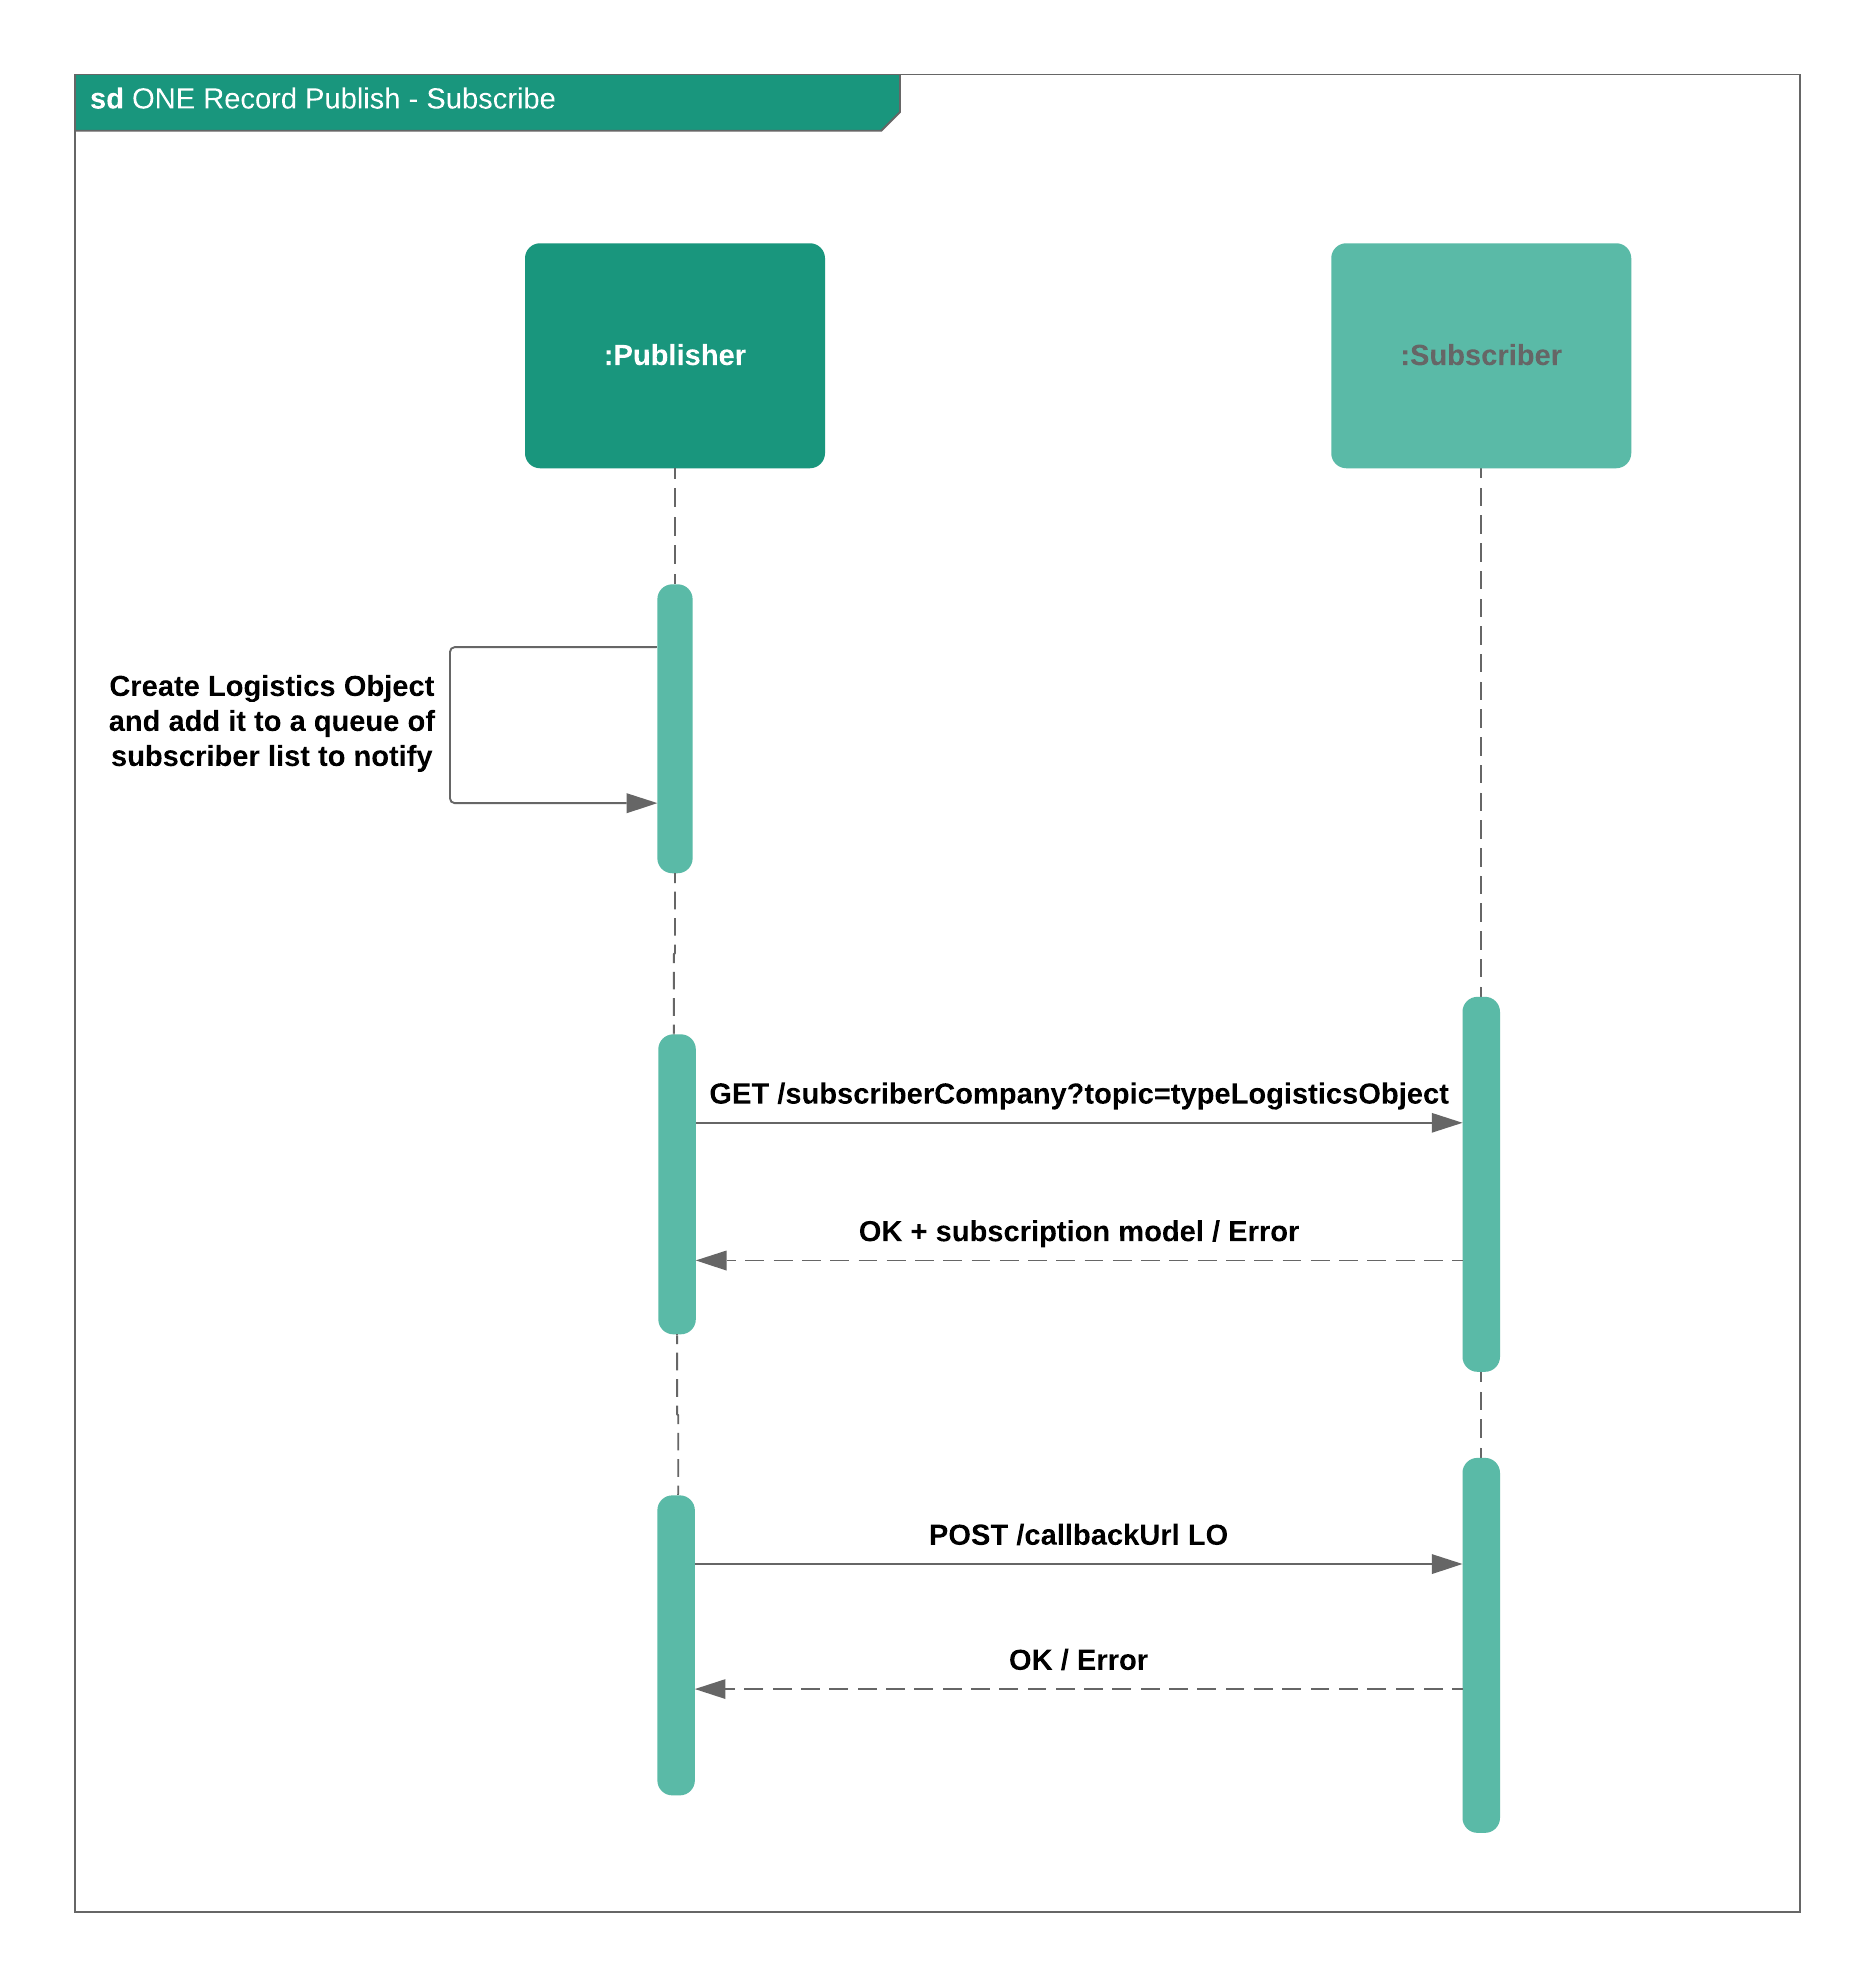 sd ONE Record Publish - Subscribe
:Publisher
:Subscriber
Create Logistics Object
and add it to a queue of
subscriber list to notify
GET /subscriberCompany?topic=typeLogisticsObject
OK + subscription model / Error
POST /callbackUrl LO
OK / Error